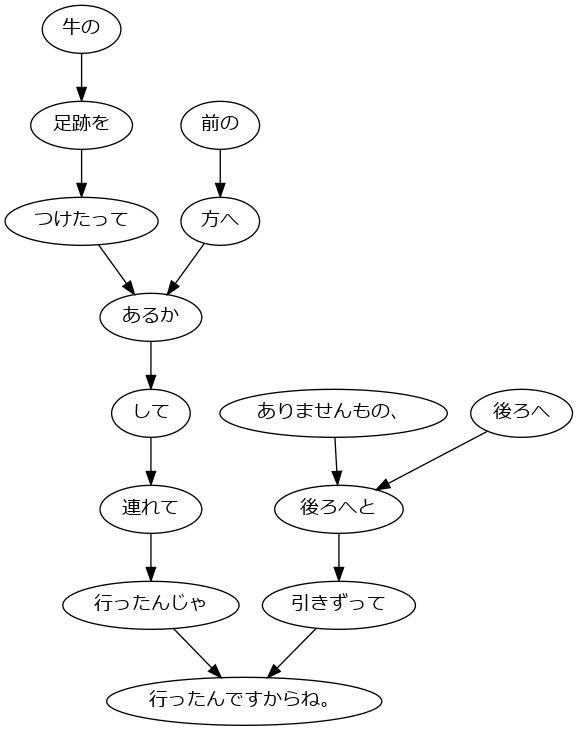 牛の
足跡を
前の
つけたって
方へ
あるか
して
ありませんもの、
後ろへ
連れて
後ろへと
行ったんじゃ
引きずって
行ったんですからね。